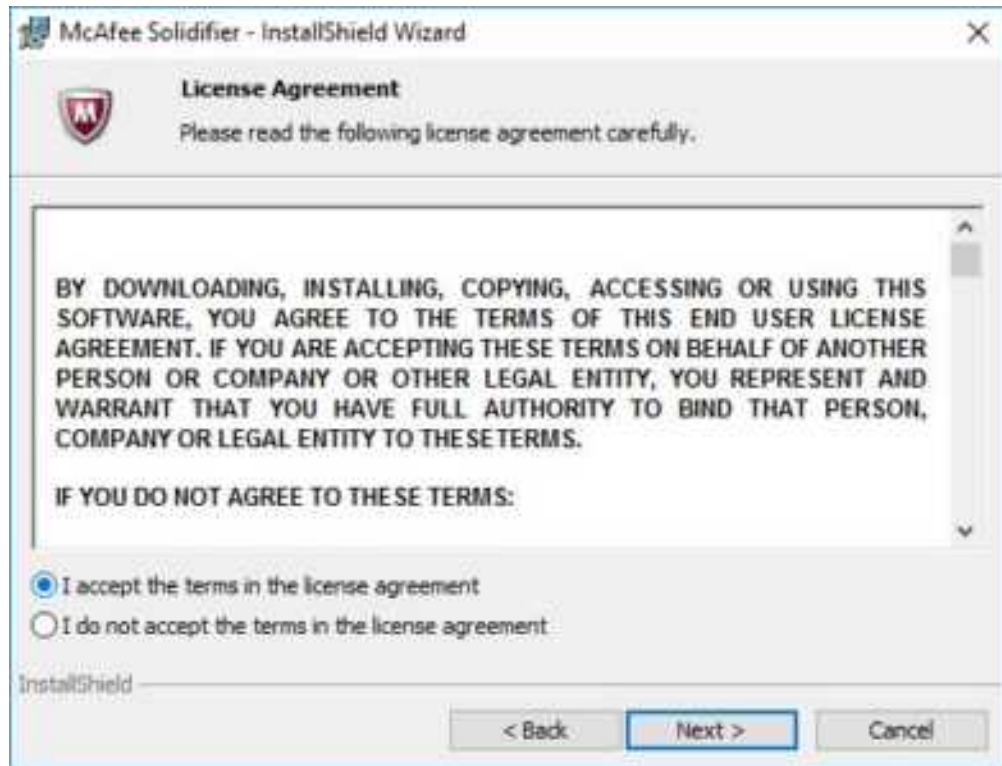 McAfee Solidifier - InstallShield Wizard
License Agreement
Please read the following license agreement carefully.
BY DOWNLOADING, INSTALLING, COPYING, ACCESSING OR USING THIS
SOFTWARE, YOU AGREE TO THE TERMS OF THIS END USER LICENSE
AGREEMENT. IF YOU ARE ACCEPTING THESE TERMS ON BEHALF OF ANOTHER
PERSON OR COMPANY OR OTHER LEGAL ENTITY, YOU REPRESENT AND
WARRANT THAT YOU HAVE FULL AUTHORITY TO BIND THAT PERSON,
COMPANY OR LEGAL ENTITY TO THESE TERMS.
IF YOU DO NOT AGREE TO THESE TERMS:
I accept the terms in the license agreement
I do not accept the terms in the license agreement
InstallShield
< Back Next > Cancel